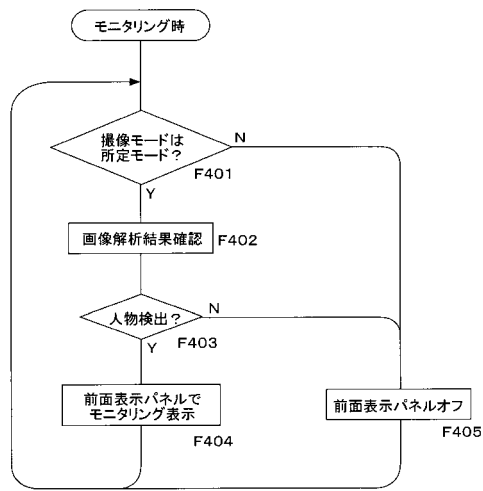 モニタリング時
撮像モードは
所定モード?
N
F401
Y
画像解析結果確認
F402
人物検出?
N
F403
Y
前面表示パネルで
モニタリング表示
F404
前面表示パネルオフ
F405